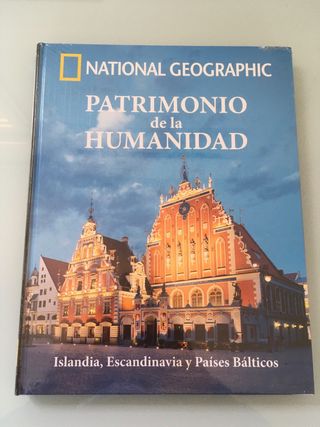 NATIONAL GEOGRAPHIC
PATRIMONIO
de la
HUMANIDAD
Islandia, Escandinavia y Países Bálticos